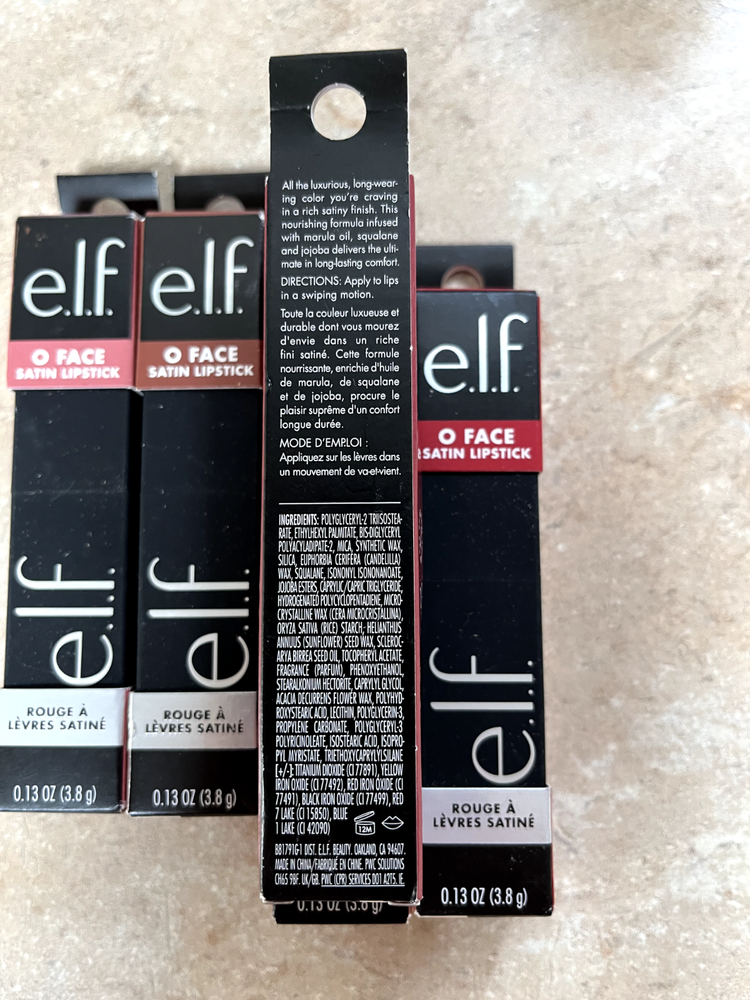 e.l.f.
O FACE
SATIN LIPSTICK
e.l.f.
ROUGE À
LÈVRES SATINÉ
0.13 OZ (3.8 g)
e.l.f.
O FACE
SATIN LIPSTICK
e.l.f.
ROUGE À
LÈVRES SATINÉ
0.13 OZ (3.8 g)
All the luxurious, long-wear-
ing color you're craving
in a rich satiny finish. This
nourishing formula infused
with marula oil, squalane
and jojoba delivers the ulti-
mate in long-lasting comfort.
DIRECTIONS: Apply to lips
in a swiping motion.
Toute la couleur luxueuse et
durable dont vous mourez
d'envie dans un riche
fini satiné. Cette formule
nourrissante, enrichie d'huile
de marula, de squalane
et de jojoba, procure le
plaisir suprême d'un confort
longue durée.
MODE D'EMPLOI :
Appliquez sur les lèvres dans
un mouvement de va-et-vient.
INGREDIENTS: POLYGLYCERYL-2 TRIISOSTEA-
RATE, ETHYLHEXYL PALMITATE, BIS-DIGLYCERYL
POLYACYLADIPATE-2, MICA, SYNTHETIC WAX,
SILICA, EUPHORBIA CERIFERA (CANDELILLA)
WAX, SQUALANE, ISONONYL ISONONANOATE,
JOJOBA ESTERS, CAPRYLIC/CAPRIC TRIGLYCERIDE,
HYDROGENATED POLYCYCLOPENTADIENE, MICRO-
CRYSTALLINE WAX (CERA MICROCRISTALLINA),
ORYZA SATIVA (RICE) STARCH, HELIANTHUS
ANNUUS (SUNFLOWER) SEED WAX, SCLEROC-
ARYA BIRREA SEED OIL, TOCOPHERYL ACETATE,
FRAGRANCE (PARFUM), PHENOXYETHANOL,
STEARALKONIUM HECTORITE, CAPRYLYL GLYCOL,
ACACIA DECURRENS FLOWER WAX, POLYHYD-
ROXYSTEARIC ACID, LECITHIN, POLYGLYCERIN-3,
PROPYLENE CARBONATE, POLYGLYCERYL-3
POLYRICINOLEATE, ISOSTEARIC ACID, ISOPRO-
PYL MYRISTATE, TRIETHOXYCAPRYLYLSILANE
[+/-]: TITANIUM DIOXIDE (CI 77891), YELLOW
IRON OXIDE (CI 77492), RED IRON OXIDE (CI
77491), BLACK IRON OXIDE (CI 77499), RED
7 LAKE (CI 15850), BLUE
1 LAKE (CI 42090)
12M
BB1791G-1 DIST. E.L.F. BEAUTY. OAKLAND, CA 94607.
MADE IN CHINA/FABRIQUÉ EN CHINE. PWC SOLUTIONS
CH65 9BF. UK/GB. PWC (CPR) SERVICES D01 A2T5. IE.
0.13 OZ (3.8 g)
e.l.f.
O FACE
SATIN LIPSTICK
e.l.f.
ROUGE À
LÈVRES SATINÉ
0.13 OZ (3.8 g)